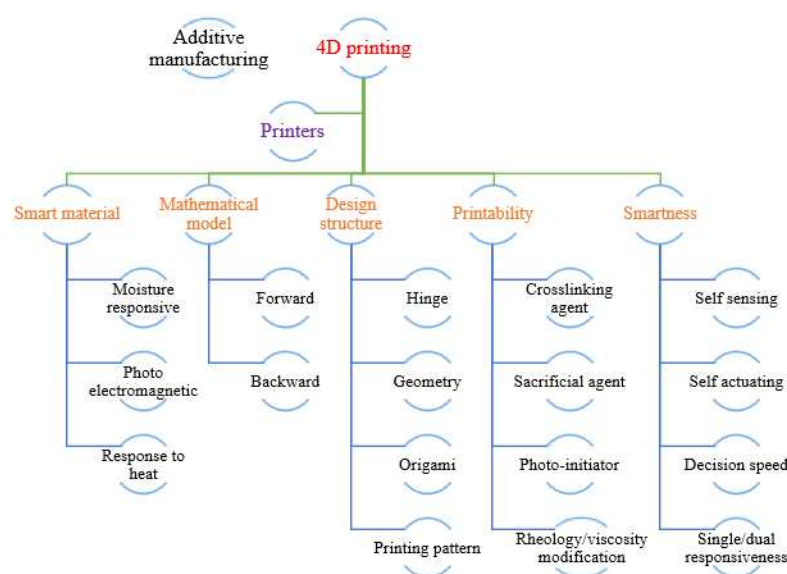 Additive
manufacturing
4D printing
Printers
Smart material
Mathematical
model
Design
structure
Printability
Smartness
Moisture
responsive
Photo
electromagnetic
Response to
heat
Forward
Backward
Hinge
Geometry
Origami
Printing pattern
Crosslinking
agent
Sacrificial agent
Photo-initiator
Rheology/viscosity
modification
Self sensing
Self actuating
Decision speed
Single/dual
responsiveness